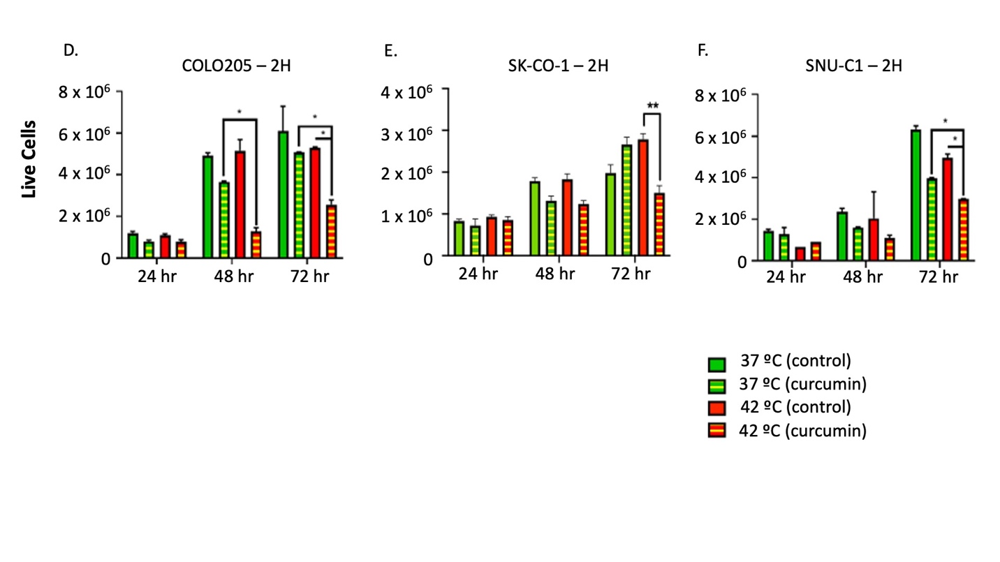 D.
COLO205 – 2H
8 x 10⁶
6 x 10⁶
4 x 10⁶
2 x 10⁶
0
Live Cells
*
*
*
24 hr
48 hr
72 hr
E.
SK-CO-1 – 2H
4 x 10⁶
3 x 10⁶
2 x 10⁶
1 x 10⁶
0
**
24 hr
48 hr
72 hr
F.
SNU-C1 – 2H
8 x 10⁶
6 x 10⁶
4 x 10⁶
2 x 10⁶
0
*
*
24 hr
48 hr
72 hr
37 ºC (control)
37 ºC (curcumin)
42 ºC (control)
42 ºC (curcumin)